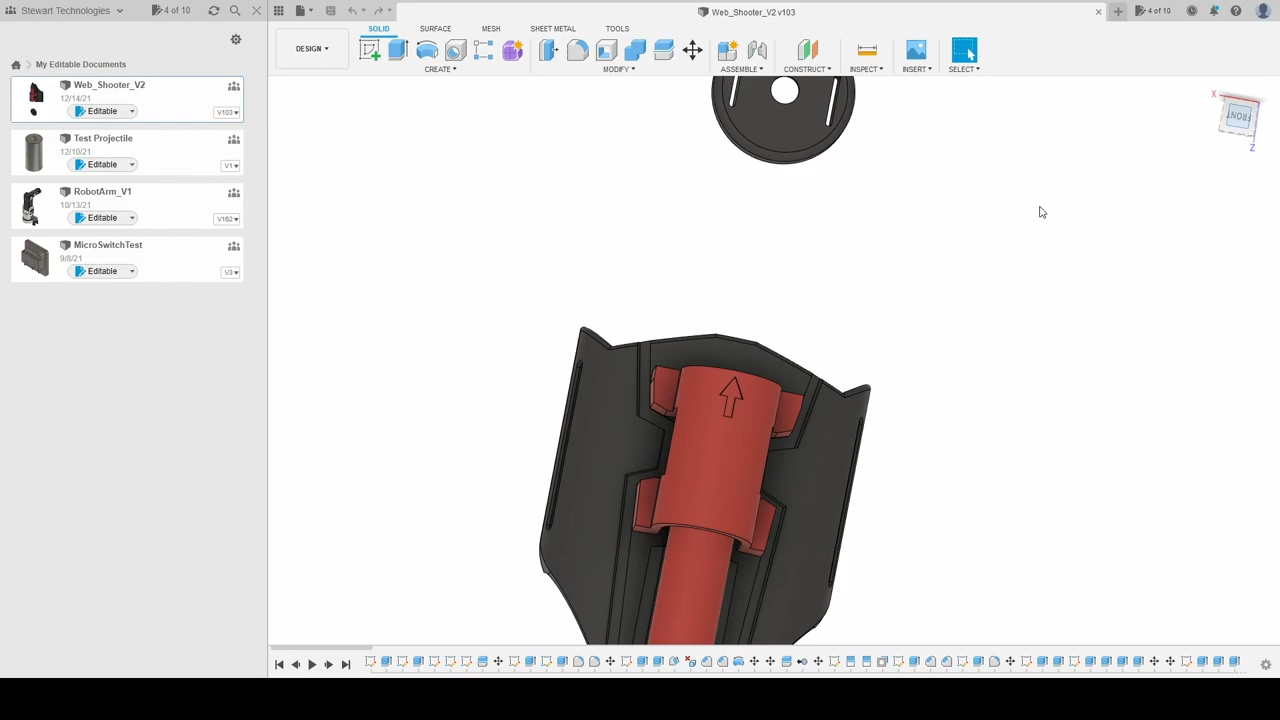 Stewart Technologies
4 of 10
Web_Shooter_V2 v103
4 of 10
SOLID
SURFACE
MESH
SHEET METAL
TOOLS
DESIGN
CREATE
MODIFY
ASSEMBLE
CONSTRUCT
INSPECT
INSERT
SELECT
My Editable Documents
Web_Shooter_V2
12/14/21
Editable
V103
Test Projectile
12/10/21
Editable
V1
RobotArm_V1
10/13/21
Editable
V162
MicroSwitchTest
9/8/21
Editable
V3
X
FRONT
Z